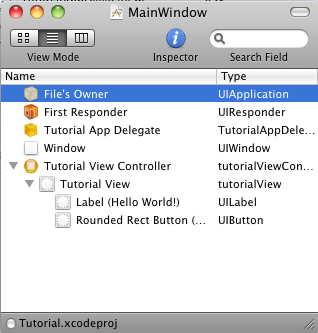 MainWindow
View Mode Inspector Search Field
Name Type
File's Owner UIApplication
First Responder UIResponder
Tutorial App Delegate TutorialAppDele...
Window UIWindow
Tutorial View Controller tutorialViewCon...
Tutorial View tutorialView
Label (Hello World!) UILabel
Rounded Rect Button (... UIButton
Tutorial.xcodeproj